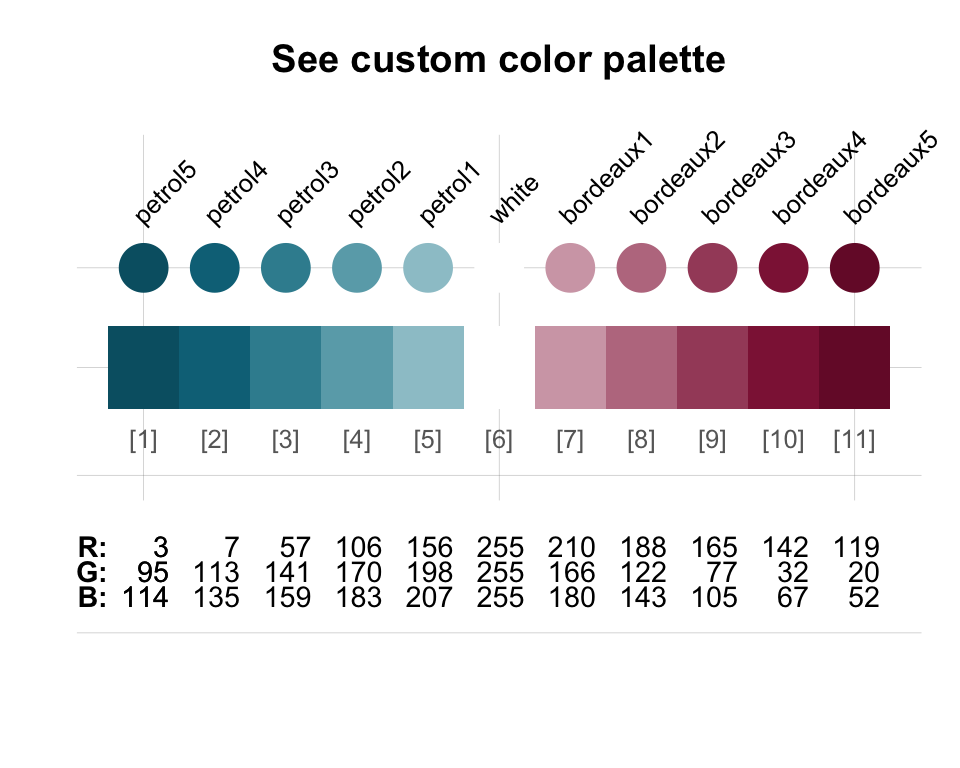 See custom color palette
petrol5 petrol4 petrol3 petrol2 petrol1 white bordeaux1 bordeaux2 bordeaux3 bordeaux4 bordeaux5
[1] [2] [3] [4] [5] [6] [7] [8] [9] [10] [11]
R: 3 7 57 106 156 255 210 188 165 142 119
G: 95 113 141 170 198 255 166 122 77 32 20
B: 114 135 159 183 207 255 180 143 105 67 52